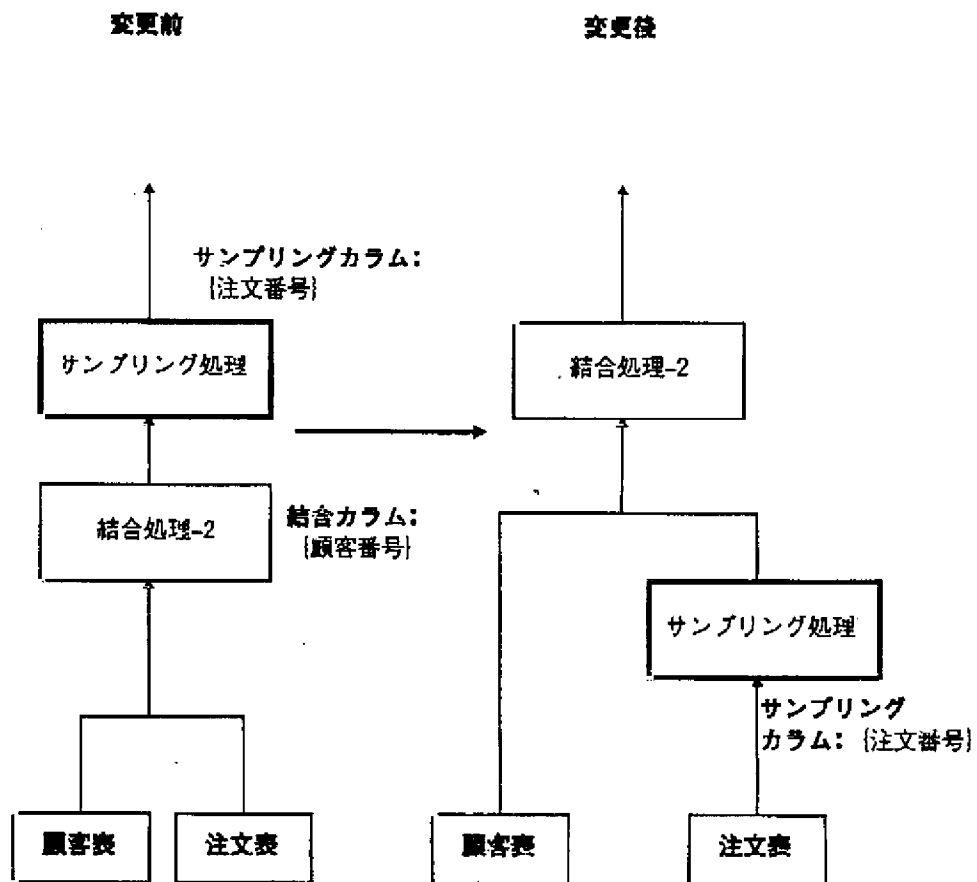 変更前
変更後
サンプリングカラム:
{注文番号}
サンプリング処理
結合処理-2
結合処理-2
結合カラム:
{顧客番号}
サンプリング処理
サンプリング
カラム: {注文番号}
顧客表
注文表
顧客表
注文表